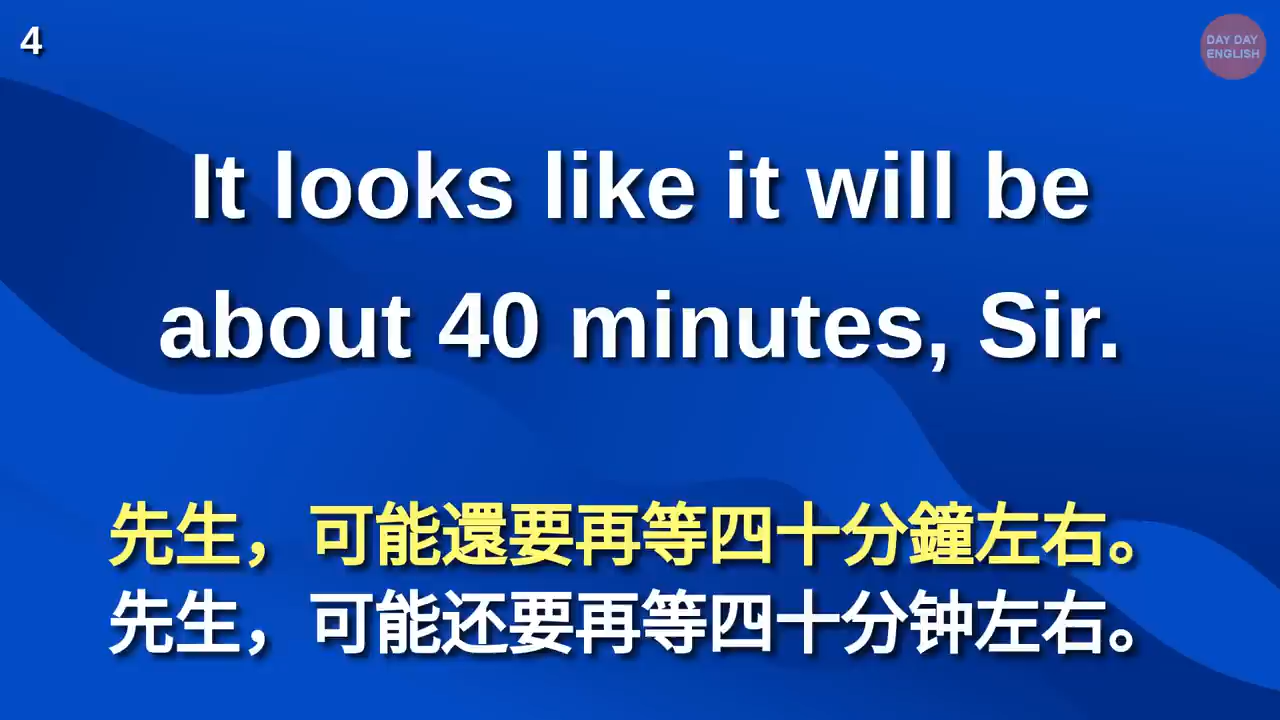 4
DAY DAY
ENGLISH
It looks like it will be
about 40 minutes, Sir.
先生，可能還要再等四十分鐘左右。
先生，可能还要再等四十分钟左右。